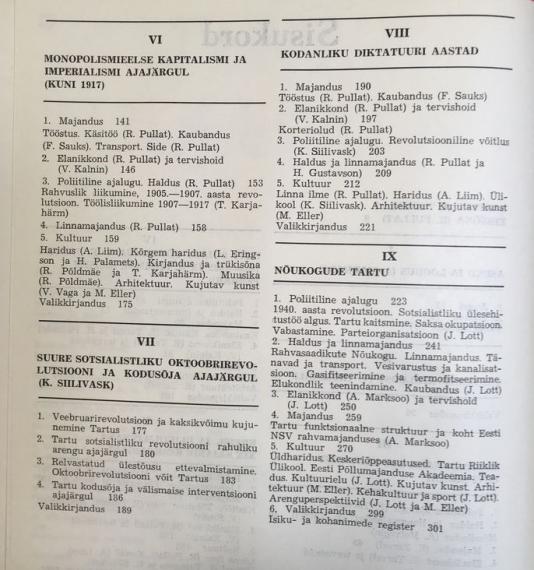 VI
MONOPOLISMIEELSE KAPITALISMI JA
IMPERIALISMI AJAJÄRGUL
(KUNI 1917)
1. Majandus 141
Tööstus. Käsitöö (R. Pullat). Kaubandus
(F. Sauks). Transport. Side (R. Pullat)
2. Elanikkond (R. Pullat) ja tervishoid
(V. Kalnin) 146
3. Poliitiline ajalugu. Haldus (R. Pullat) 153
Rahvuslik liikumine, 1905.—1907. aasta revo-
lutsioon. Töölisliikumine 1907—1917 (T. Karja-
härm)
4. Linnamajandus (R. Pullat) 158
5. Kultuur 159
Haridus (A. Liim). Kõrgem haridus (L. Ering-
son ja H. Palamets). Kirjandus ja trükisõna
(R. Põldmäe ja T. Karjahärm). Muusika
(R. Põldmäe). Arhitektuur. Kujutav kunst
(V. Vaga ja M. Eller)
Valikkirjandus 175
VII
SUURE SOTSIALISTLIKU OKTOOBRIREVO-
LUTSIOONI JA KODUSÕJA AJAJÄRGUL
(K. SIILIVASK)
1. Veebruarirevolutsioon ja kaksikvõimu kuju-
nemine Tartus 177
2. Tartu sotsialistliku revolutsiooni rahuliku
arengu ajajärgul 180
3. Relvastatud ülestõusu ettevalmistamine.
Oktoobrirevolutsiooni võit Tartus 183
4. Tartu kodusõja ja välismaise interventsiooni
ajajärgul 186
Valikkirjandus 189
VIII
KODANLIKU DIKTATUURI AASTAD
1. Majandus 190
Tööstus (R. Pullat). Kaubandus (F. Sauks)
2. Elanikkond (R. Pullat) ja tervishoid
(V. Kalnin) 197
Korteriolud (R. Pullat)
3. Poliitiline ajalugu. Revolutsiooniline võitlus
(K. Siilivask) 203
4. Haldus ja linnamajandus (R. Pullat ja
H. Gustavson) 209
5. Kultuur 212
Linna ilme (R. Pullat). Haridus (A. Liim). Üli-
kool (K. Siilivask). Arhitektuur. Kujutav kunst
(M. Eller)
Valikkirjandus 221
IX
NÕUKOGUDE TARTU
1. Poliitiline ajalugu 223
1940. aasta revolutsioon. Sotsialistliku ülesehi-
tustöö algus. Tartu kaitsmine. Saksa okupatsioon.
Vabastamine. Parteiorganisatsioon (J. Lott)
2. Haldus ja linnamajandus 241
Rahvasaadikute Nõukogu. Linnamajandus. Tä-
navad ja transport. Vesivarustus ja kanalisat-
sioon. Gasifitseerimine ja termofitseerimine.
Elukondlik teenindamine. Kaubandus (J. Lott)
3. Elanikkond (A. Marksoo) ja tervishoid
(J. Lott) 250
4. Majandus 259
Tartu funktsionaalne struktuur ja koht Eesti
NSV rahvamajanduses (A. Marksoo)
5. Kultuur 270
Üldharidus. Keskeriõppeasutused. Tartu Riiklik
Ülikool. Eesti Põllumajanduse Akadeemia. Tea-
dus. Kultuurielu (J. Lott). Kujutav kunst. Arhi-
tektuur (M. Eller). Kehakultuur ja sport (J. Lott).
Arenguperspektiivid (J. Lott ja M. Eller)
6. Valikkirjandus 299
Isiku- ja kohanimede register 301